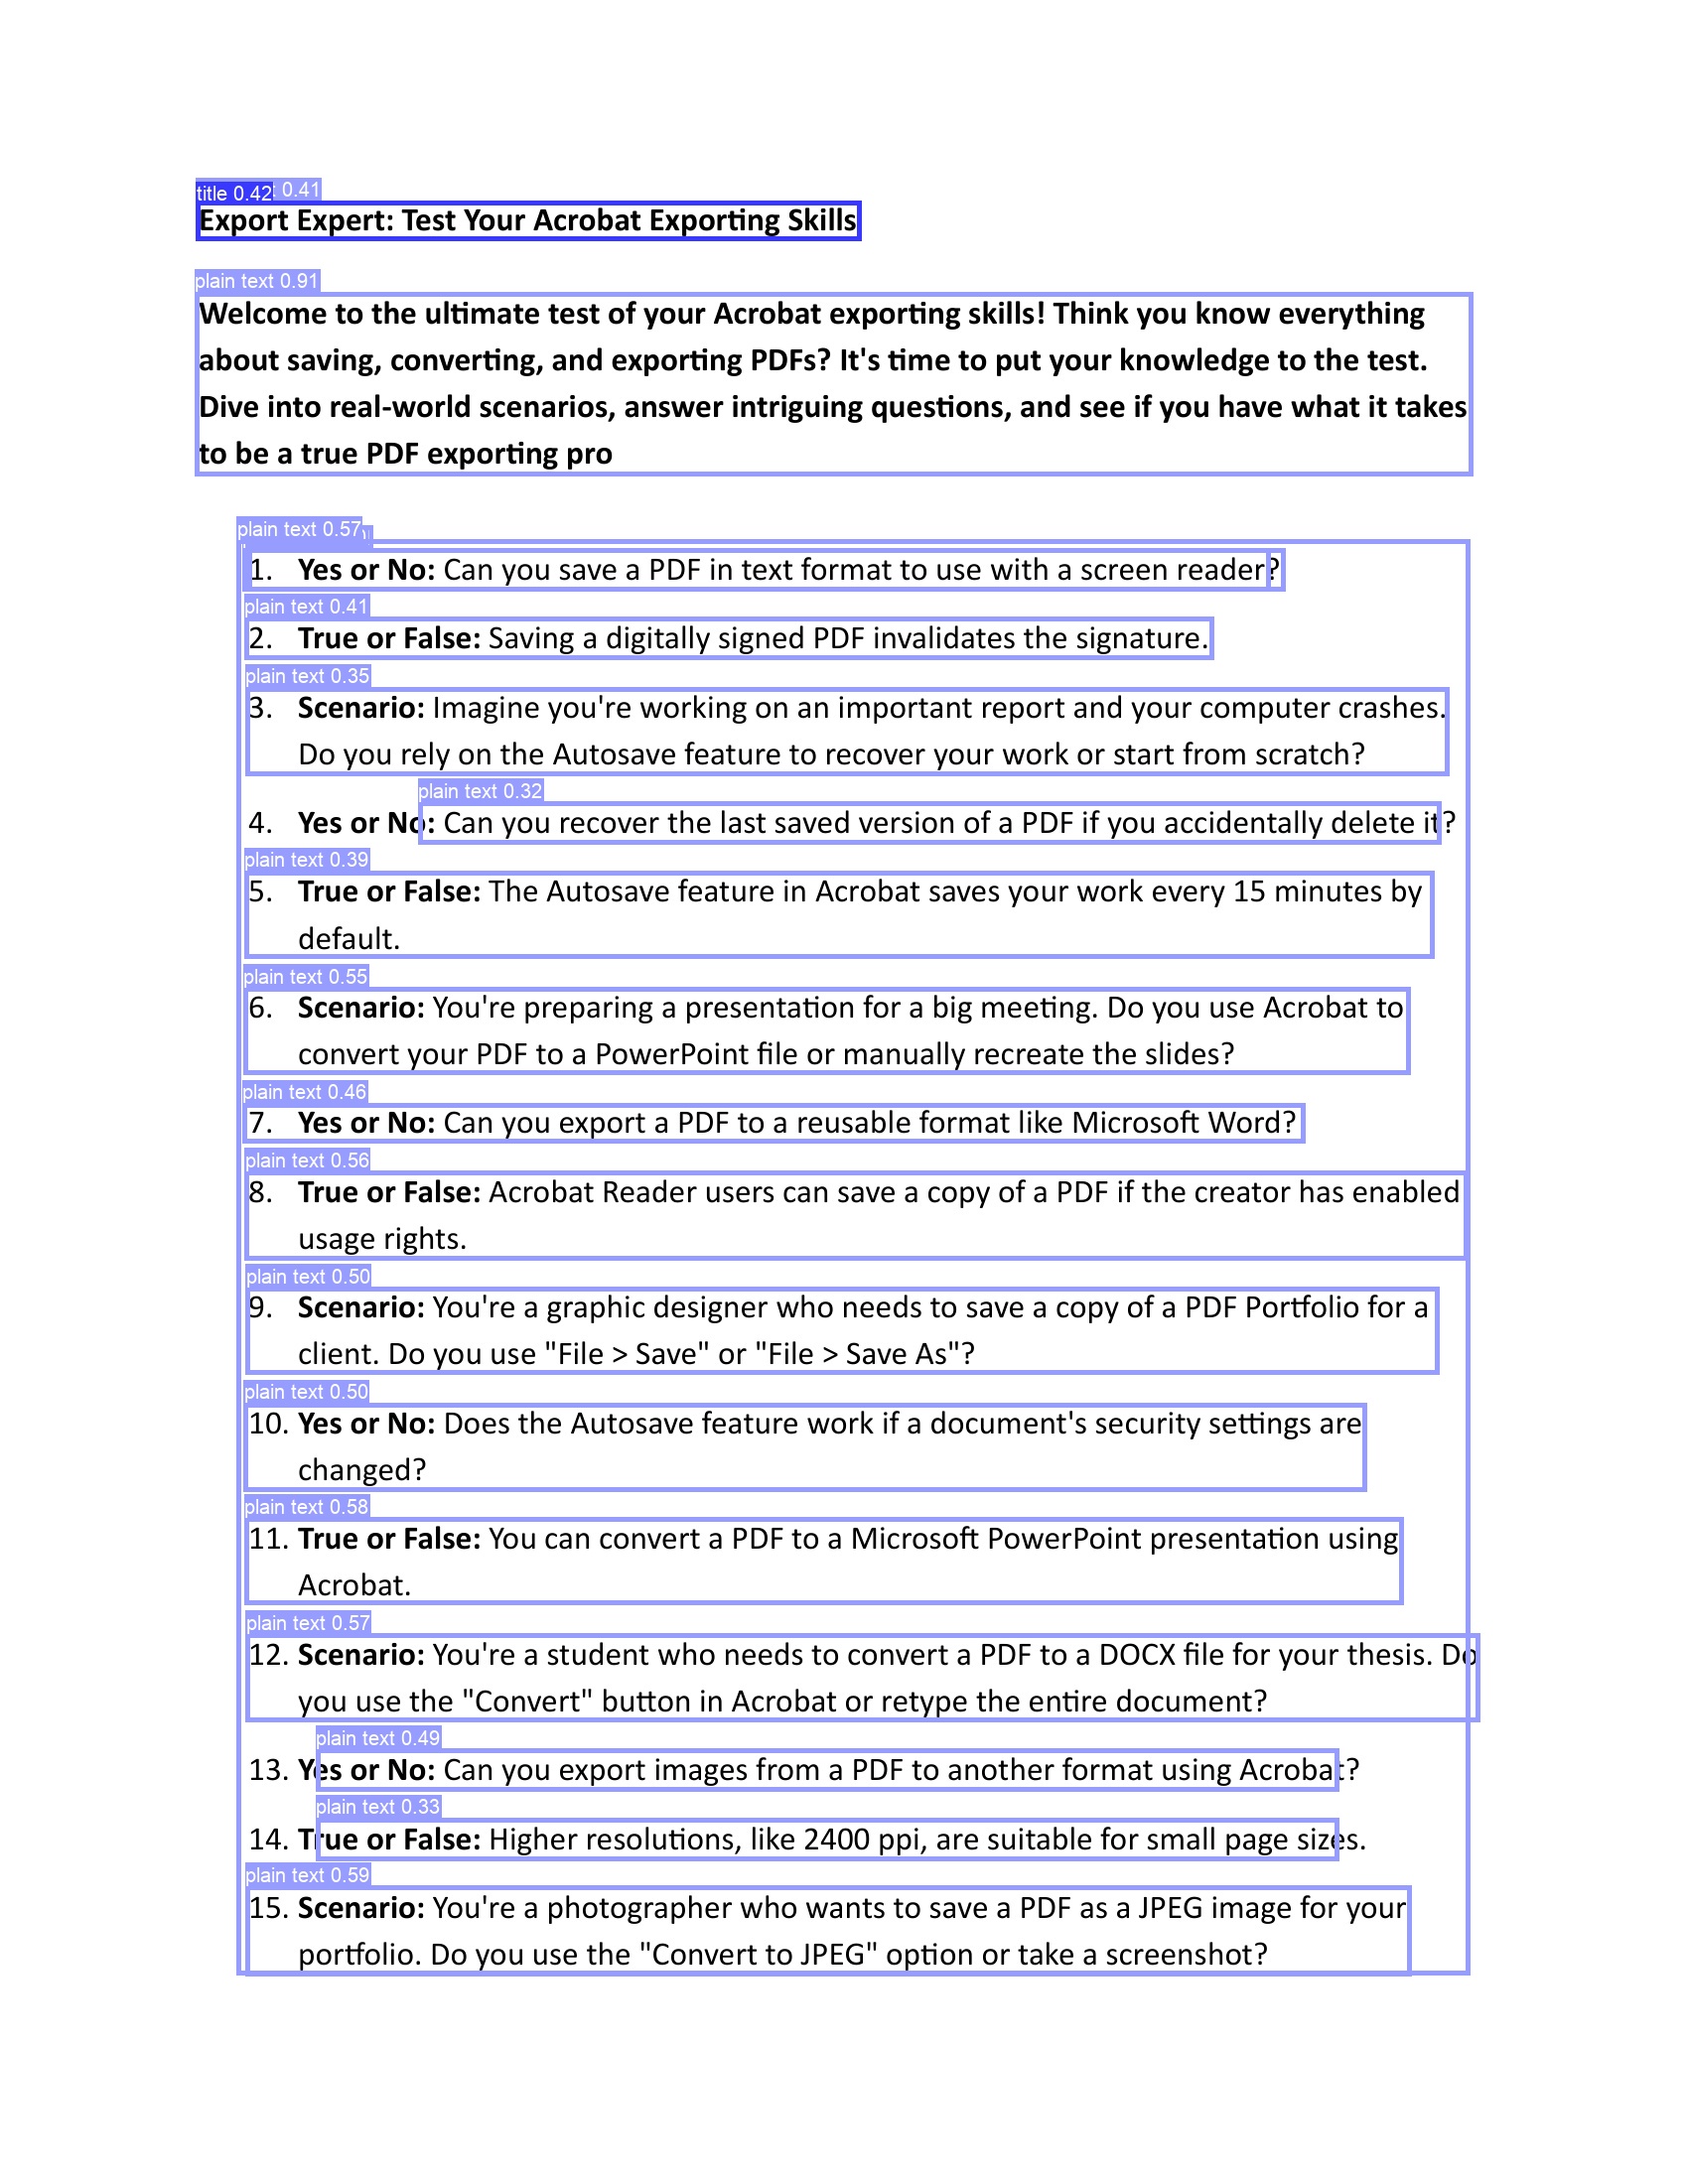 title 0.42 t 0.41
Export Expert: Test Your Acrobat Exporting Skills
plain text 0.91
Welcome to the ultimate test of your Acrobat exporting skills! Think you know everything
about saving, converting, and exporting PDFs? It's time to put your knowledge to the test.
Dive into real-world scenarios, answer intriguing questions, and see if you have what it takes
to be a true PDF exporting pro
plain text 0.57
1. Yes or No: Can you save a PDF in text format to use with a screen reader?
plain text 0.41
2. True or False: Saving a digitally signed PDF invalidates the signature.
plain text 0.35
3. Scenario: Imagine you're working on an important report and your computer crashes.
Do you rely on the Autosave feature to recover your work or start from scratch?
plain text 0.32
4. Yes or No: Can you recover the last saved version of a PDF if you accidentally delete it?
plain text 0.39
5. True or False: The Autosave feature in Acrobat saves your work every 15 minutes by
default.
plain text 0.55
6. Scenario: You're preparing a presentation for a big meeting. Do you use Acrobat to
convert your PDF to a PowerPoint file or manually recreate the slides?
plain text 0.46
7. Yes or No: Can you export a PDF to a reusable format like Microsoft Word?
plain text 0.56
8. True or False: Acrobat Reader users can save a copy of a PDF if the creator has enabled
usage rights.
plain text 0.50
9. Scenario: You're a graphic designer who needs to save a copy of a PDF Portfolio for a
client. Do you use "File > Save" or "File > Save As"?
plain text 0.50
10. Yes or No: Does the Autosave feature work if a document's security settings are
changed?
plain text 0.58
11. True or False: You can convert a PDF to a Microsoft PowerPoint presentation using
Acrobat.
plain text 0.57
12. Scenario: You're a student who needs to convert a PDF to a DOCX file for your thesis. Do
you use the "Convert" button in Acrobat or retype the entire document?
plain text 0.49
13. Yes or No: Can you export images from a PDF to another format using Acrobat?
plain text 0.33
14. True or False: Higher resolutions, like 2400 ppi, are suitable for small page sizes.
plain text 0.59
15. Scenario: You're a photographer who wants to save a PDF as a JPEG image for your
portfolio. Do you use the "Convert to JPEG" option or take a screenshot?